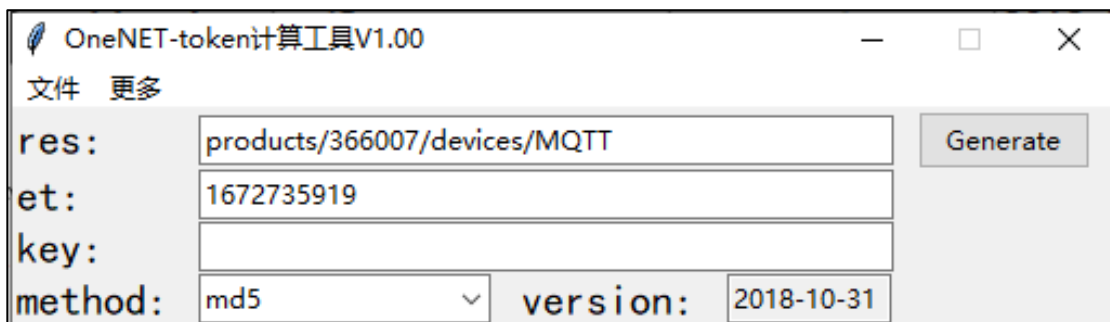 OneNET-token计算工具V1.00
文件 更多
res: products/366007/devices/MQTT Generate
et: 1672735919
key:
method: md5 version: 2018-10-31